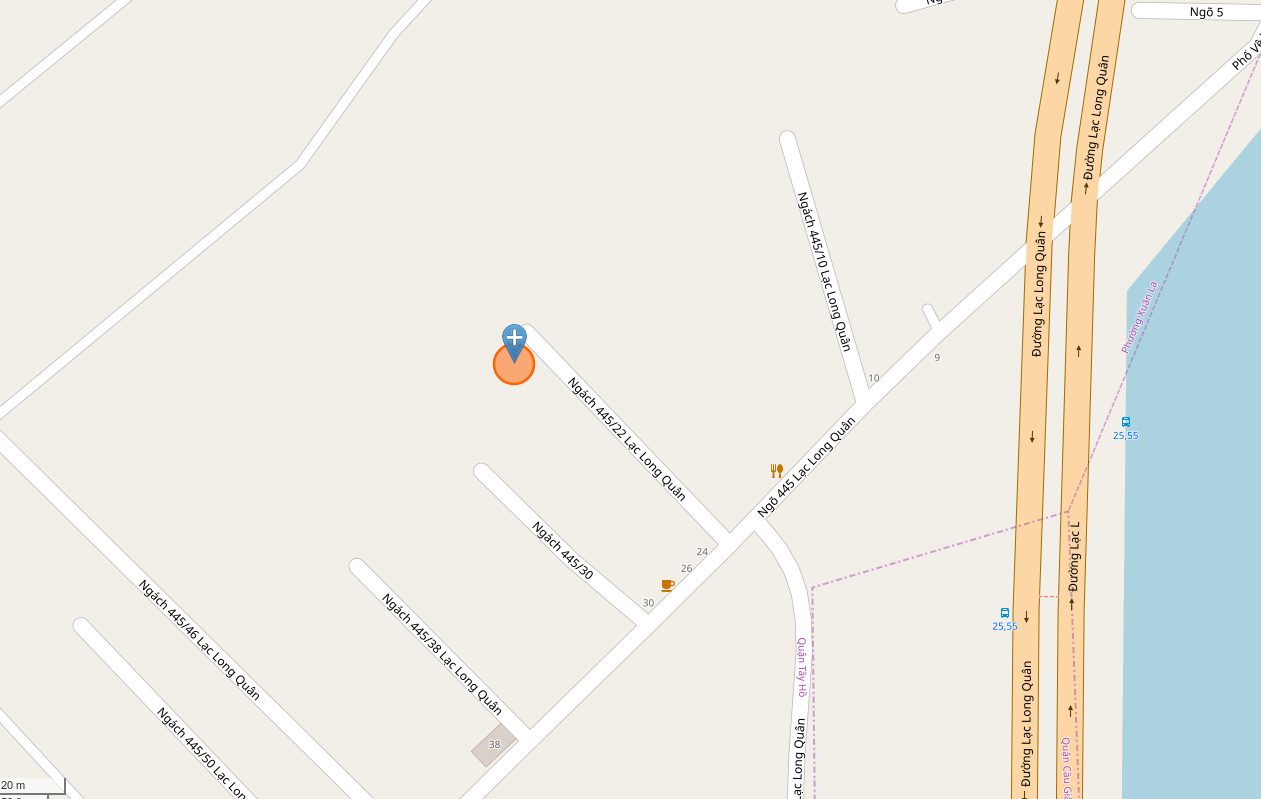 Ngõ 5
Phố Vệ
Đường Lạc Long Quân
Ngách 445/10 Lạc Long Quân
Đường Lạc Long Quân
Phường Xuân La
9
10
Ngách 445/22 Lạc Long Quân
25,55
Ngõ 445 Lạc Long Quân
24
Ngách 445/30
26
Đường Lạc L
30
25,55
Ngách 445/46 Lạc Long Quân
Ngách 445/38 Lạc Long Quân
Quận Tây Hồ
Đường Lạc Long Quân
38
Ngách 445/50 Lạc Lon
Lạc Long Quân
Quận Cầu Giấ
20 m